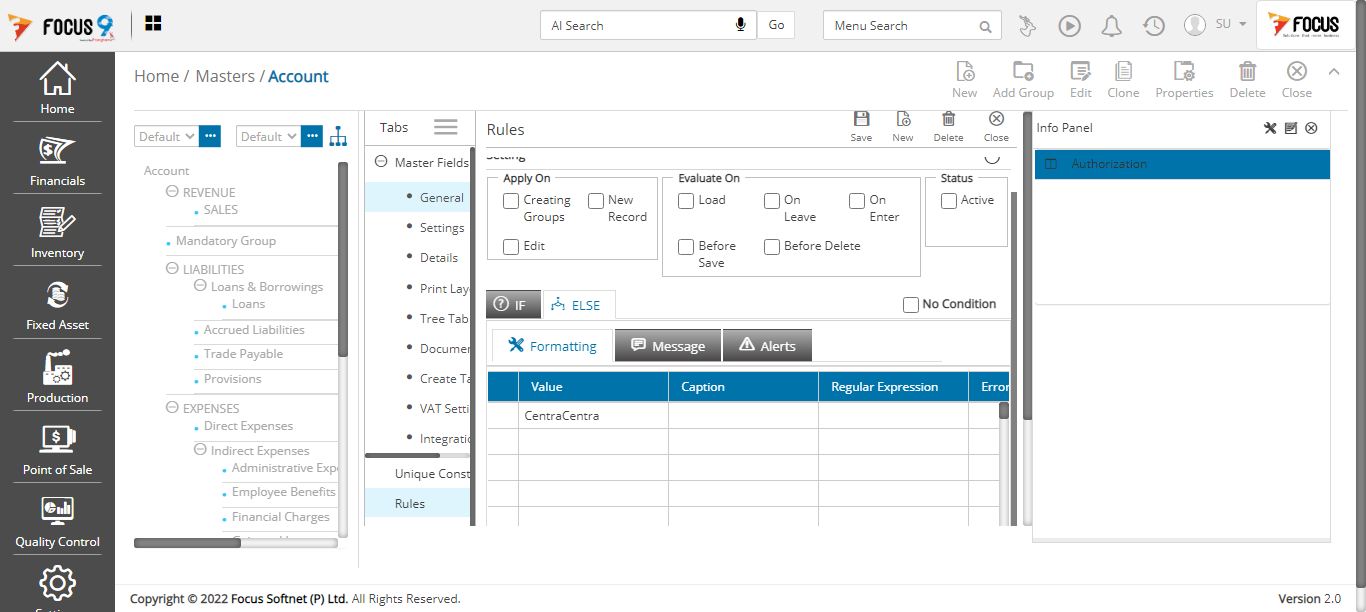 FOCUS 9
AI Search
Go
Menu Search
SU
FOCUS
Home / Masters / Account
New
Add Group
Edit
Clone
Properties
Delete
Close
Home
Financials
Inventory
Fixed Asset
Production
Point of Sale
Quality Control
Default
Default
Account
REVENUE
SALES
Mandatory Group
LIABILITIES
Loans & Borrowings
Loans
Accrued Liabilities
Trade Payable
Provisions
EXPENSES
Direct Expenses
Indirect Expenses
Administrative Expe
Employee Benefits
Financial Charges
Tabs
Master Fields
General
Settings
Details
Print Lay
Tree Tab
Documen
Create Ta
VAT Setti
Integratio
Unique Const
Rules
Rules
Save
New
Delete
Close
Setting
Apply On
Creating Groups
New Record
Edit
Evaluate On
Load
On Leave
On Enter
Before Save
Before Delete
Status
Active
IF
ELSE
No Condition
Formatting
Message
Alerts
Value
Caption
Regular Expression
Error
CentraCentra
Info Panel
Authorization
Copyright © 2022 Focus Softnet (P) Ltd. All Rights Reserved.
Version 2.0